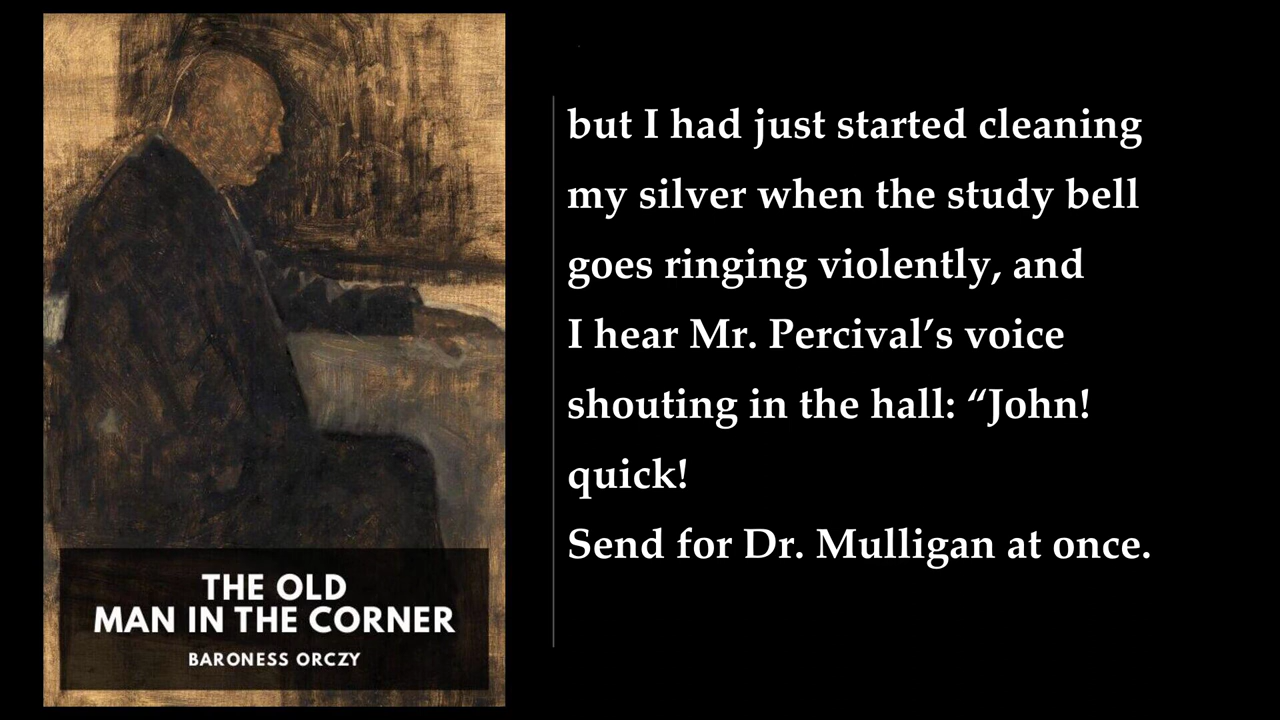 THE OLD
MAN IN THE CORNER
BARONESS ORCZY
but I had just started cleaning
my silver when the study bell
goes ringing violently, and
I hear Mr. Percival’s voice
shouting in the hall: “John!
quick!
Send for Dr. Mulligan at once.